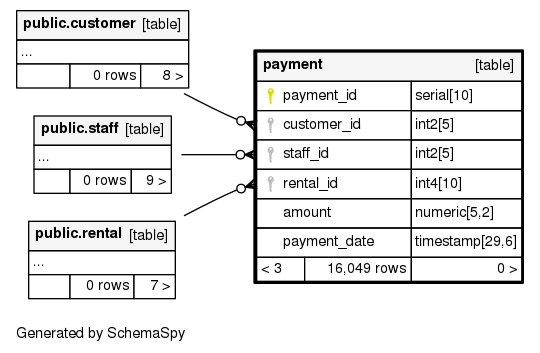 public.customer [table]
...
0 rows 8 >
public.staff [table]
...
0 rows 9 >
public.rental [table]
...
0 rows 7 >
payment [table]
payment_id serial[10]
customer_id int2[5]
staff_id int2[5]
rental_id int4[10]
amount numeric[5,2]
payment_date timestamp[29,6]
< 3 16,049 rows 0 >
Generated by SchemaSpy